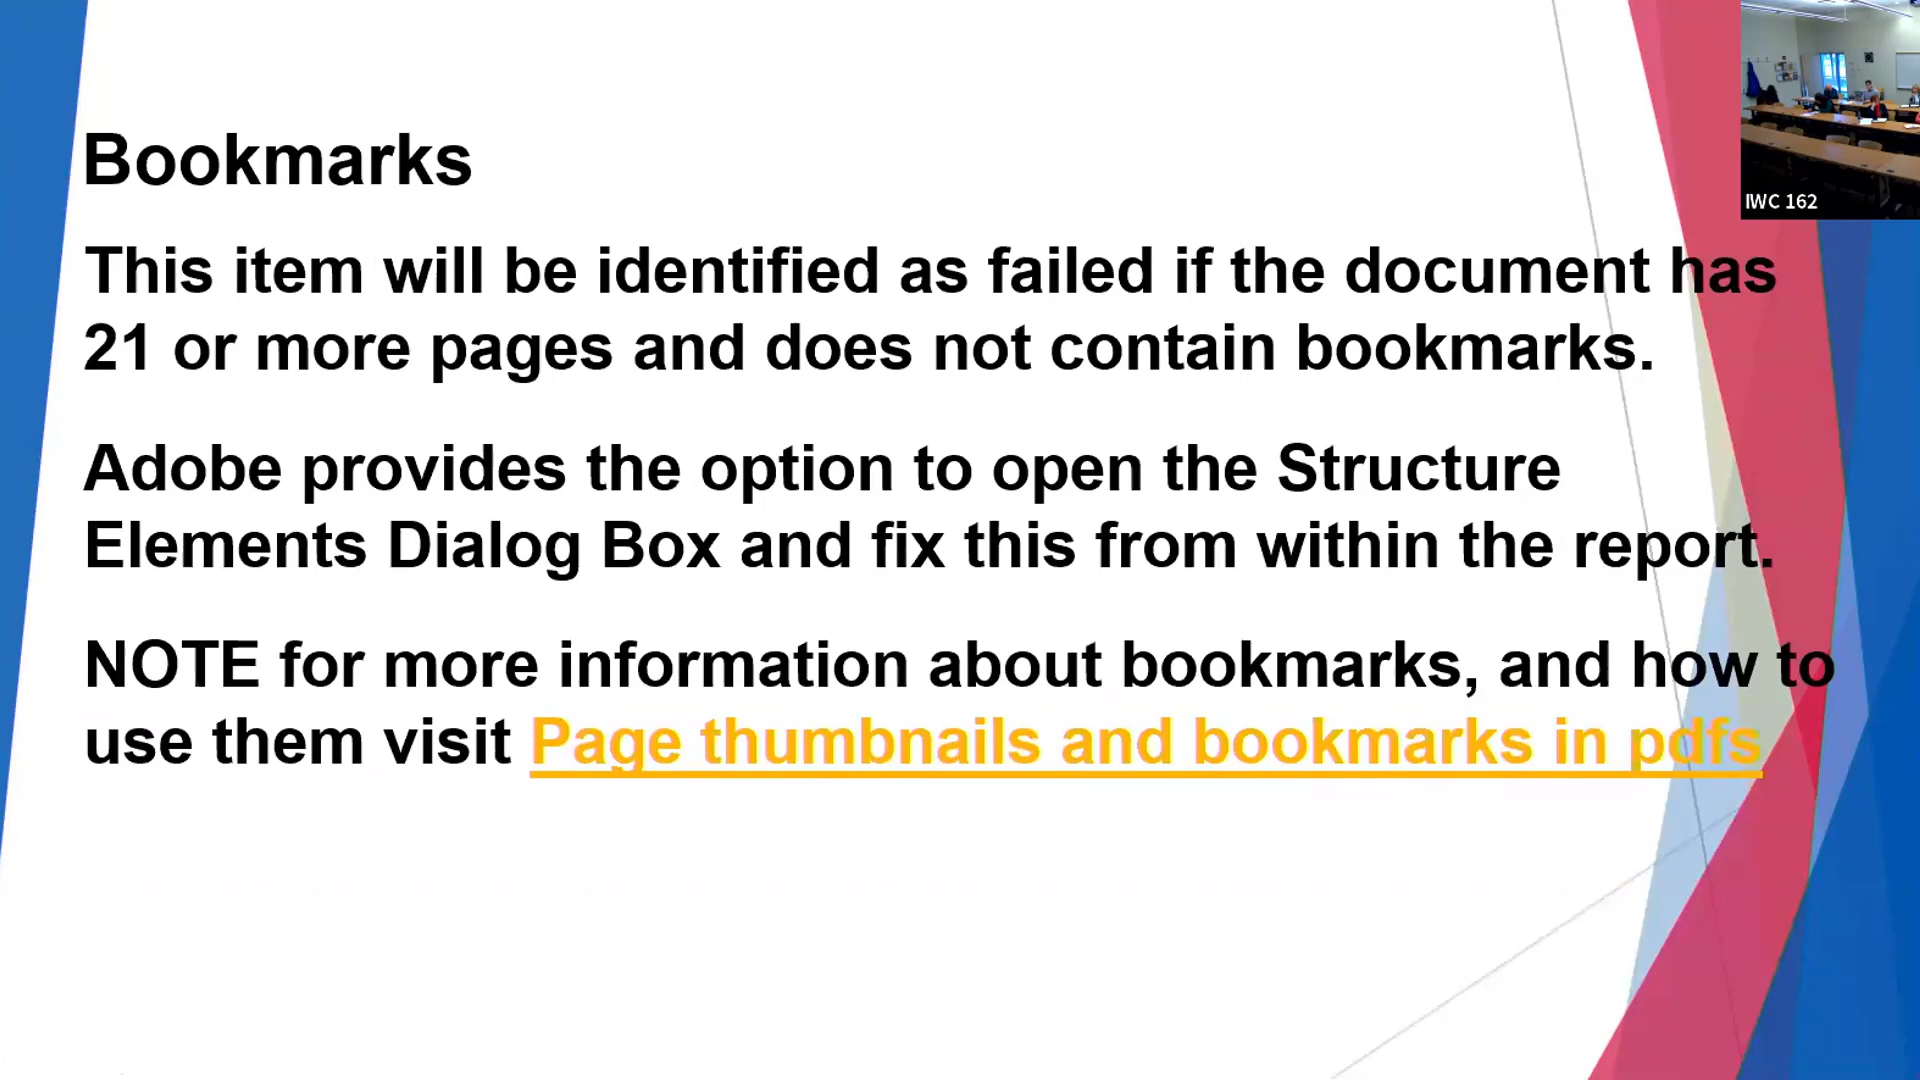 Bookmarks
This item will be identified as failed if the document has
21 or more pages and does not contain bookmarks.
Adobe provides the option to open the Structure
Elements Dialog Box and fix this from within the report.
NOTE for more information about bookmarks, and how to
use them visit Page thumbnails and bookmarks in pdfs
IWC 162